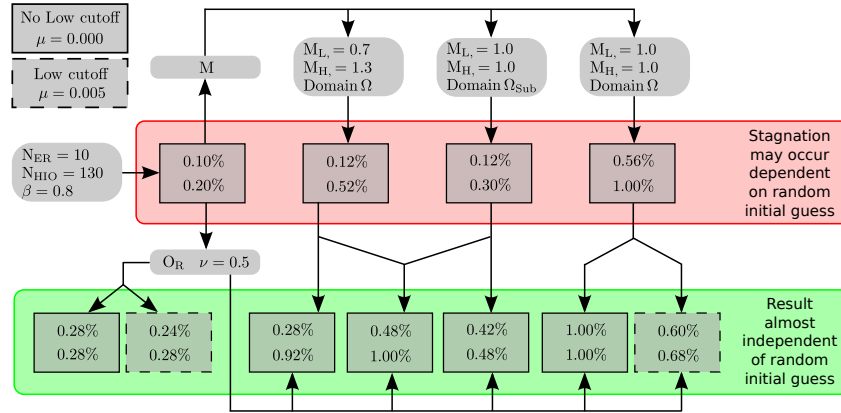 No Low cutoff
μ = 0.000
Low cutoff
μ = 0.005
M
M_L, = 0.7
M_H, = 1.3
Domain Ω
M_L, = 1.0
M_H, = 1.0
Domain Ω_Sub
M_L, = 1.0
M_H, = 1.0
Domain Ω
N_ER = 10
N_HIO = 130
β = 0.8
0.10%
0.20%
0.12%
0.52%
0.12%
0.30%
0.56%
1.00%
Stagnation
may occur
dependent
on random
initial guess
O_R ν = 0.5
0.28%
0.28%
0.24%
0.28%
0.28%
0.92%
0.48%
1.00%
0.42%
0.48%
1.00%
1.00%
0.60%
0.68%
Result
almost
independent
of random
initial guess